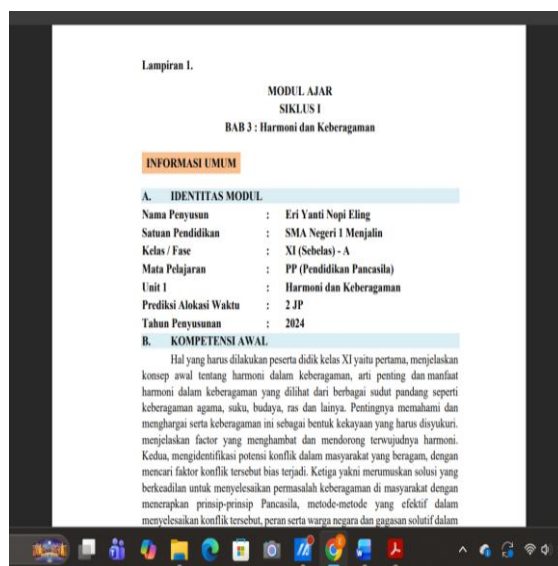 Lampiran 1.
MODUL AJAR
SIKLUS I
BAB 3 : Harmoni dan Keberagaman
INFORMASI UMUM
A. IDENTITAS MODUL
Nama Penyusun : Eri Yanti Nopi Eling
Satuan Pendidikan : SMA Negeri 1 Menjalin
Kelas / Fase : XI (Sebelas) - A
Mata Pelajaran : PP (Pendidikan Pancasila)
Unit 1 : Harmoni dan Keberagaman
Prediksi Alokasi Waktu : 2 JP
Tahun Penyusunan : 2024
B. KOMPETENSI AWAL
Hal yang harus dilakukan peserta didik kelas XI yaitu pertama, menjelaskan
konsep awal tentang harmoni dalam keberagaman, arti penting dan manfaat
harmoni dalam keberagaman yang dilihat dari berbagai sudut pandang seperti
keberagaman agama, suku, budaya, ras dan lainya. Pentingnya memahami dan
menghargai serta keberagaman ini sebagai bentuk kekayaan yang harus disyukuri.
menjelaskan factor yang menghambat dan mendorong terwujudnya harmoni.
Kedua, mengidentifikasi potensi konflik dalam masyarakat yang beragam, dengan
mencari faktor konflik tersebut bias terjadi. Ketiga yakni merumuskan solusi yang
berkeadilan untuk menyelesaikan permasalah keberagaman di masyarakat dengan
menerapkan prinsip-prinsip Pancasila, metode-metode yang efektif dalam
menyelesaikan konflik tersebut, peran serta warga negara dan gagasan solutif dalam